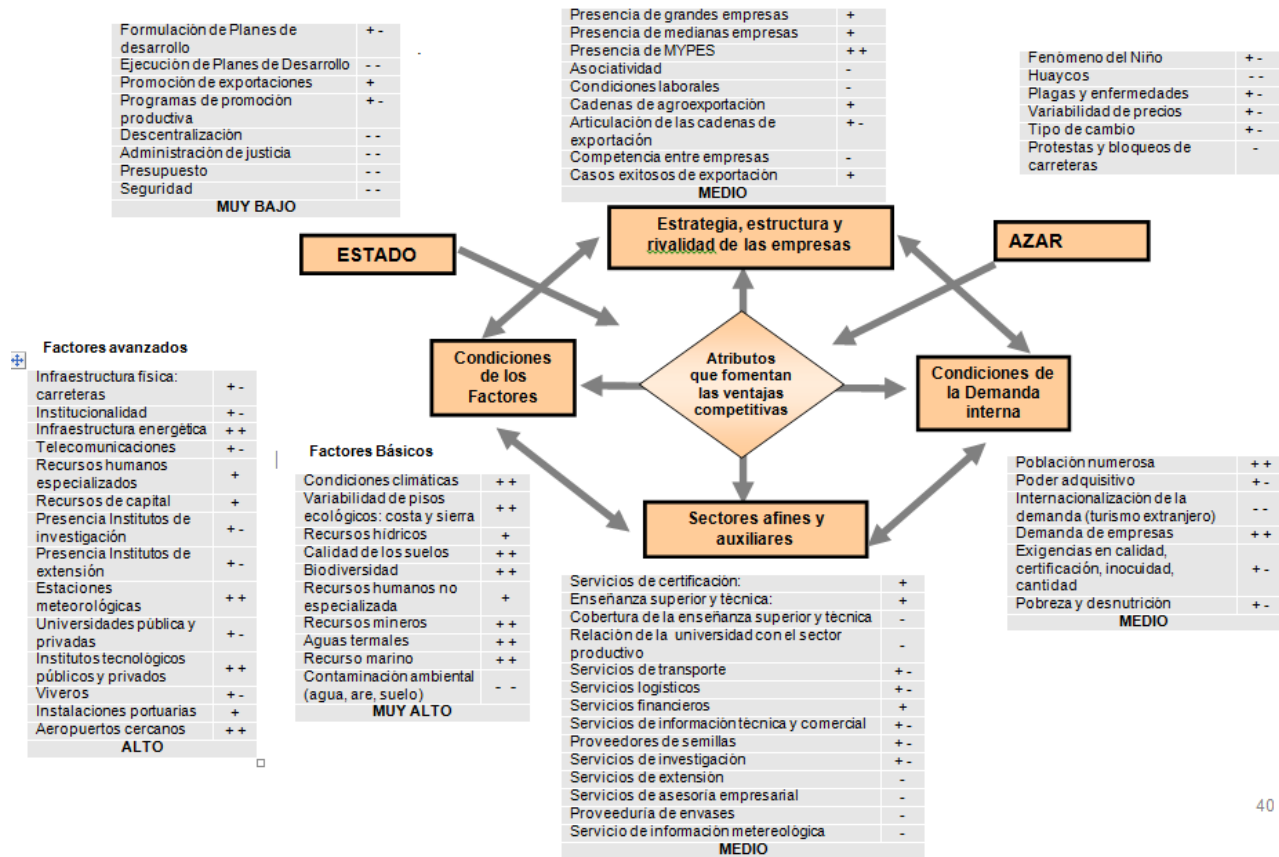 Formulación de Planes de + -
desarrollo
Ejecución de Planes de Desarrollo - -
Promoción de exportaciones +
Programas de promoción + -
productiva
Descentralización - -
Administración de justicia - -
Presupuesto - -
Seguridad - -
MUY BAJO
Presencia de grandes empresas +
Presencia de medianas empresas +
Presencia de MYPES + +
Asociatividad -
Condiciones laborales -
Cadenas de agroexportación +
Articulación de las cadenas de + -
exportación
Competencia entre empresas -
Casos exitosos de exportación +
MEDIO
Fenómeno del Niño + -
Huaycos - -
Plagas y enfermedades + -
Variabilidad de precios + -
Tipo de cambio + -
Protestas y bloqueos de -
carreteras
ESTADO
Estrategia, estructura y
rivalidad de las empresas
AZAR
Condiciones
de los
Factores
Atributos
que fomentan
las ventajas
competitivas
Condiciones de
la Demanda
interna
Sectores afines y
auxiliares
Factores avanzados
Infraestructura física:
carreteras + -
Institucionalidad + -
Infraestructura energética + +
Telecomunicaciones + -
Recursos humanos
especializados +
Recursos de capital +
Presencia Institutos de
investigación + -
Presencia Institutos de
extensión + -
Estaciones
meteorológicas + +
Universidades pública y
privadas + -
Institutos tecnológicos
públicos y privados + +
Viveros + -
Instalaciones portuarias +
Aeropuertos cercanos + +
ALTO
Factores Básicos
Condiciones climáticas + +
Variabilidad de pisos
ecológicos: costa y sierra + +
Recursos hídricos +
Calidad de los suelos + +
Biodiversidad + +
Recursos humanos no
especializada +
Recursos mineros + +
Aguas termales + +
Recurso marino + +
Contaminación ambiental
(agua, are, suelo) - -
MUY ALTO
Servicios de certificación: +
Enseñanza superior y técnica: +
Cobertura de la enseñanza superior y técnica -
Relación de la universidad con el sector
productivo -
Servicios de transporte + -
Servicios logísticos + -
Servicios financieros +
Servicios de información técnica y comercial + -
Proveedores de semillas + -
Servicios de investigación + -
Servicios de extensión -
Servicios de asesoría empresarial -
Proveeduría de envases -
Servicio de información metereológica -
MEDIO
Población numerosa + +
Poder adquisitivo + -
Internacionalización de la
demanda (turismo extranjero) - -
Demanda de empresas + +
Exigencias en calidad,
certificación, inocuidad, + -
cantidad
Pobreza y desnutrición + -
MEDIO
40